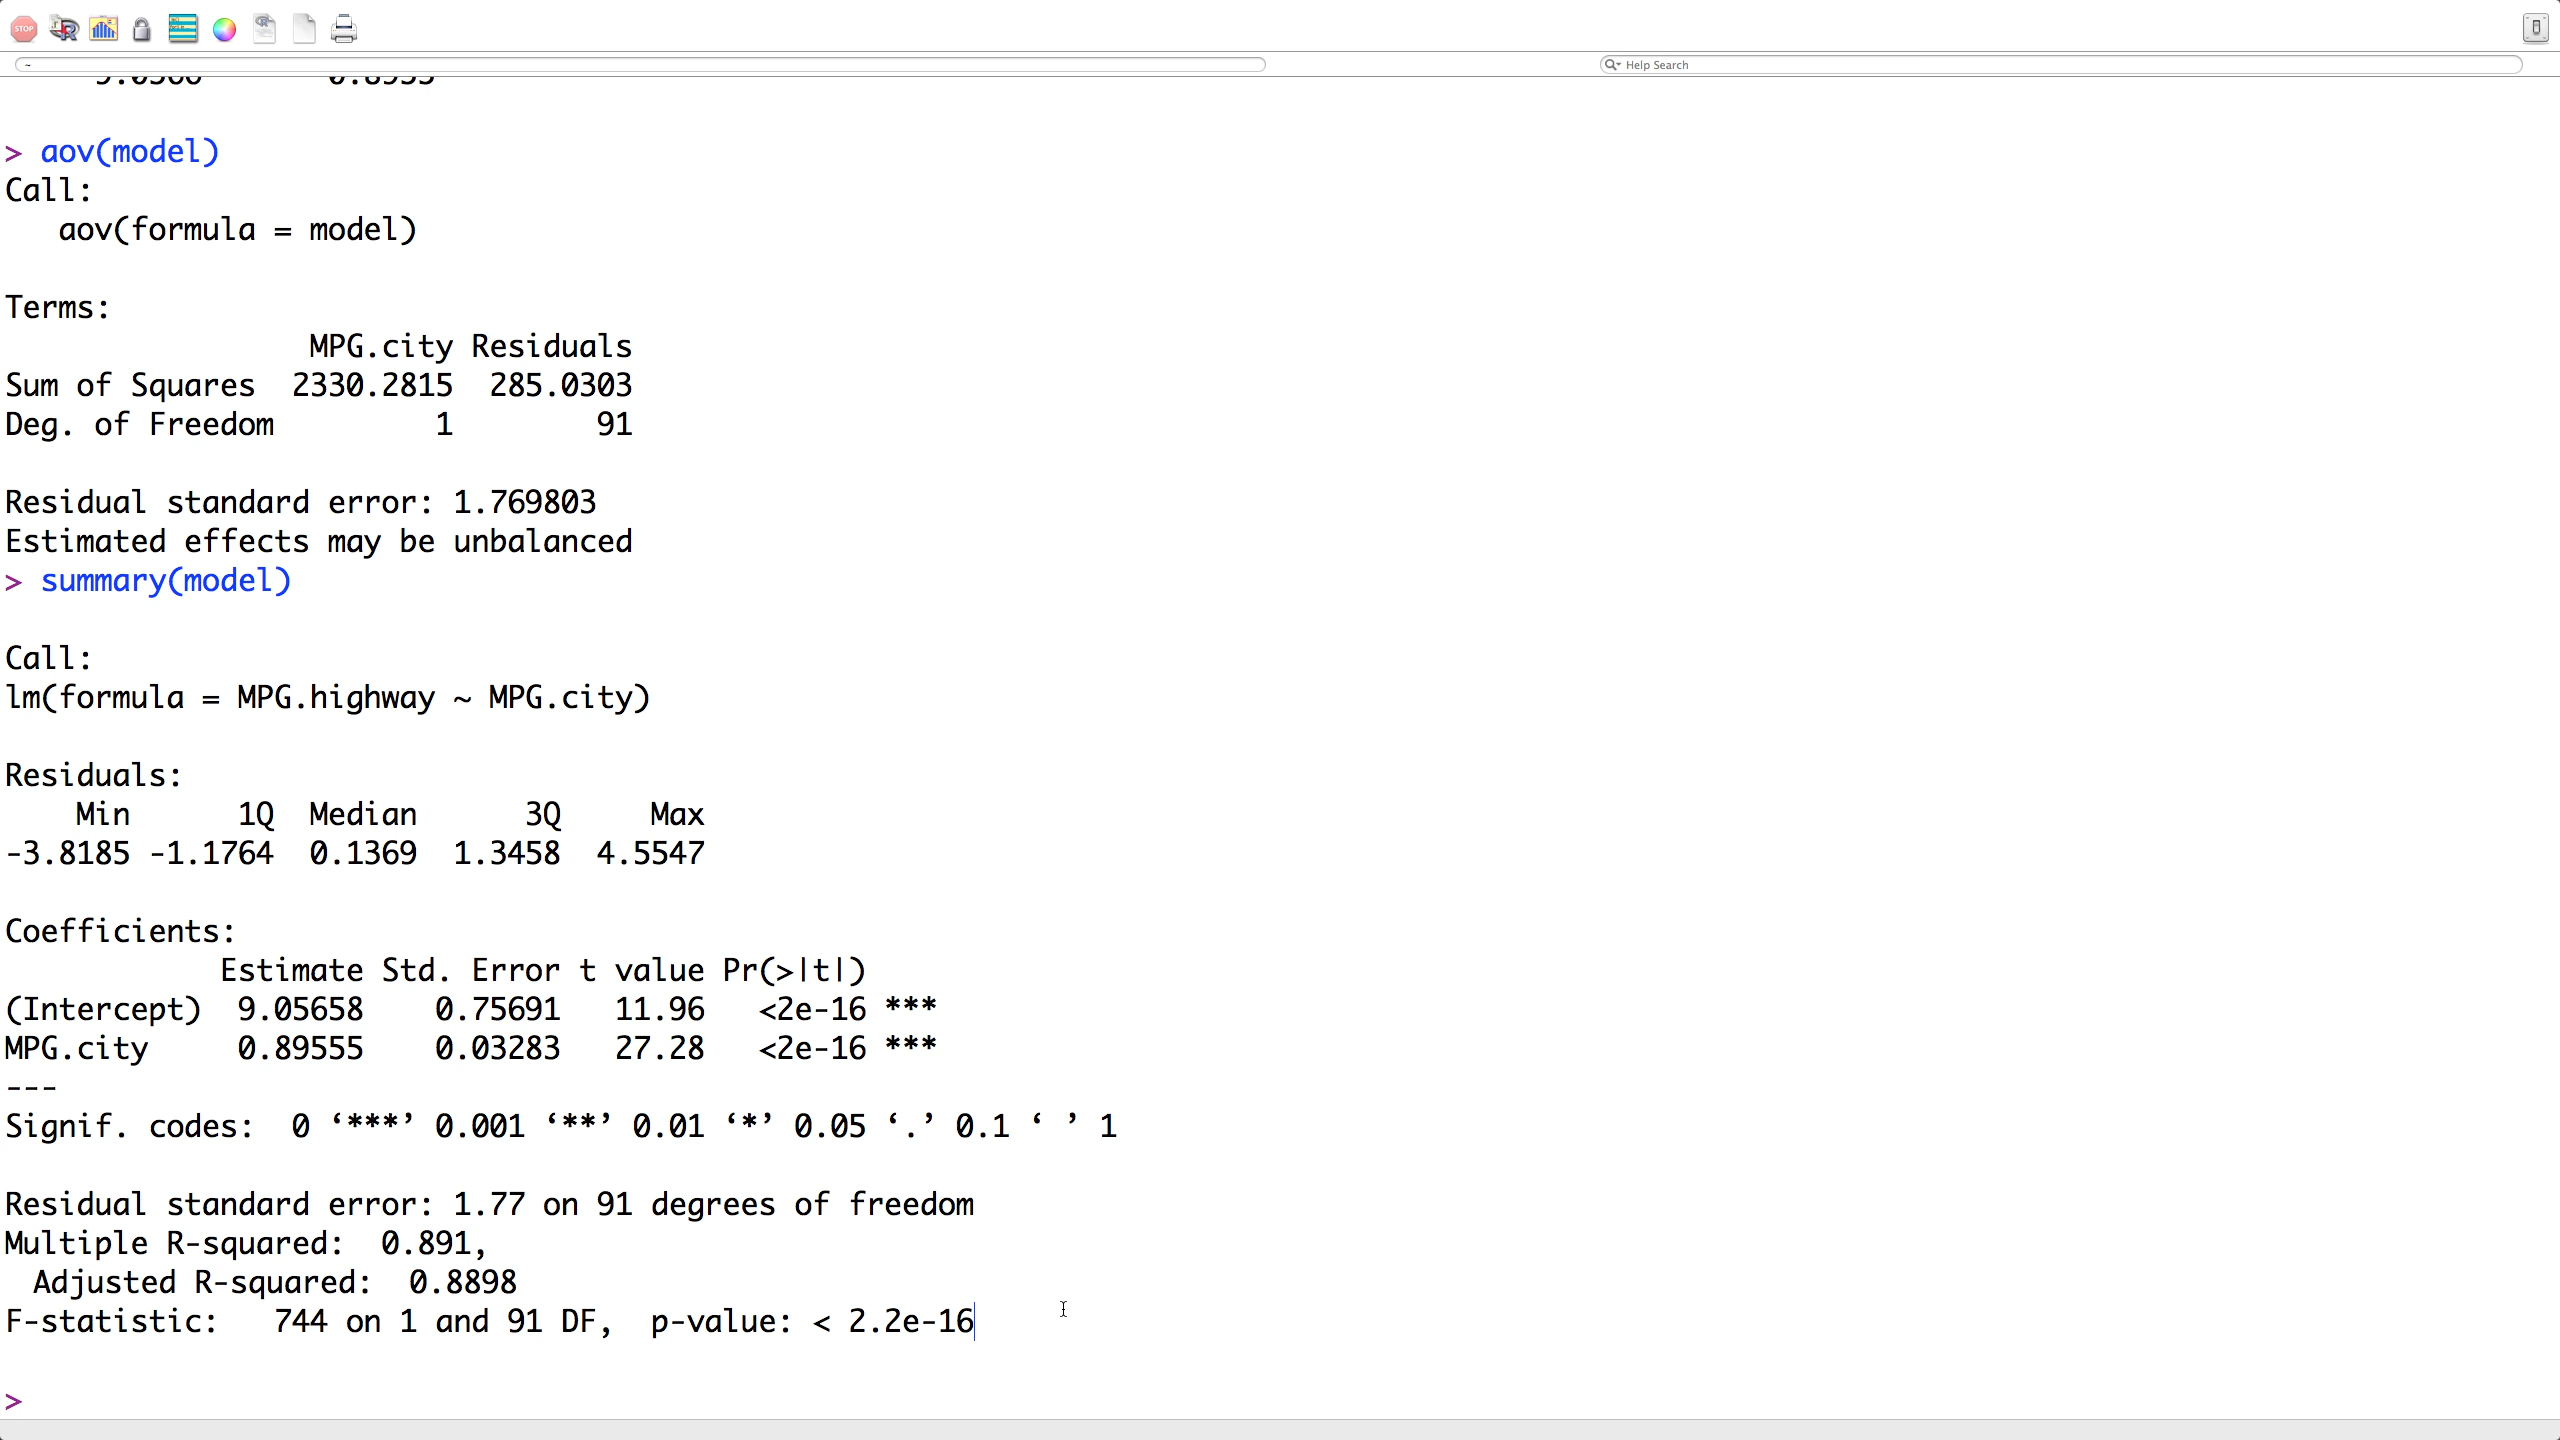 STOP
~
Help Search
> aov(model)
Call:
   aov(formula = model)
Terms:
                 MPG.city Residuals
Sum of Squares  2330.2815  285.0303
Deg. of Freedom         1        91
Residual standard error: 1.769803
Estimated effects may be unbalanced
> summary(model)
Call:
lm(formula = MPG.highway ~ MPG.city)
Residuals:
    Min      1Q  Median      3Q     Max
-3.8185 -1.1764  0.1369  1.3458  4.5547
Coefficients:
            Estimate Std. Error t value Pr(>|t|)
(Intercept)  9.05658    0.75691   11.96   <2e-16 ***
MPG.city     0.89555    0.03283   27.28   <2e-16 ***
---
Signif. codes:  0 ‘***’ 0.001 ‘**’ 0.01 ‘*’ 0.05 ‘.’ 0.1 ‘ ’ 1
Residual standard error: 1.77 on 91 degrees of freedom
Multiple R-squared:  0.891,
  Adjusted R-squared:  0.8898
F-statistic:   744 on 1 and 91 DF,  p-value: < 2.2e-16
>